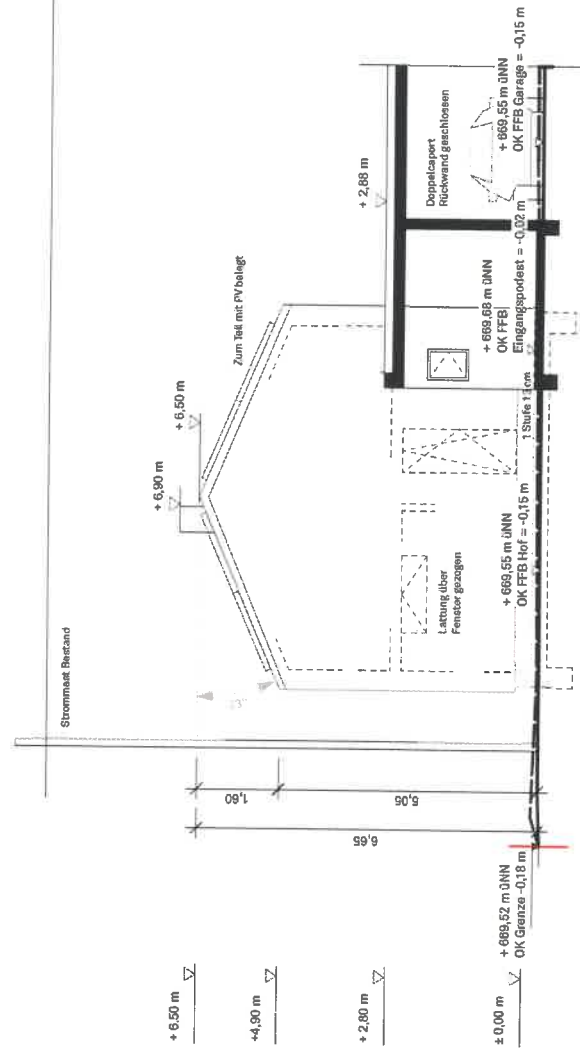 Strommast Bestand
+ 6,90 m
+ 6,50 m
Zum Teil mit PV belegt
+ 2,88 m
23°
+ 6,50 m
+4,90 m
+ 2,80 m
± 0,00 m
1,60
5,05
6,65
Lattung über
Fenster gezogen
Doppelcaport
Rückwand geschlossen
+ 669,52 m üNN
OK Grenze -0,18 m
+ 669,55 m üNN
OK FFB Hof = -0,15 m
1 Stufe 13cm
+ 669,68 m üNN
OK FFB
Eingangspodest = -0,02 m
+ 669,55 m üNN
OK FFB Garage = -0,15 m